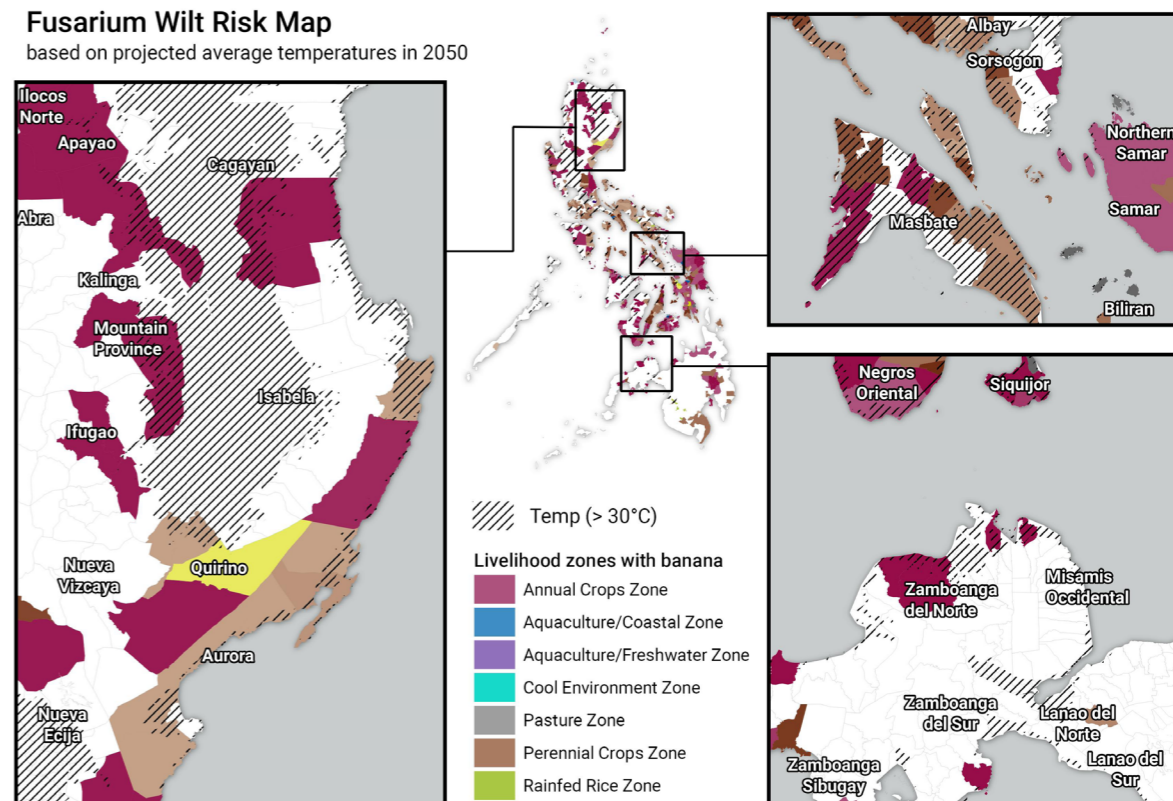 Fusarium Wilt Risk Map
based on projected average temperatures in 2050
Ilocos
Norte
Apayao
Cagayan
Abra
Kalinga
Mountain
Province
Isabela
Ifugao
Nueva
Vizcaya
Quirino
Aurora
Nueva
Ecija
Albay
Sorsogon
Northern
Samar
Masbate
Samar
Biliran
Negros
Oriental
Siquijor
Zamboanga
del Norte
Misamis
Occidental
Zamboanga
del Sur
Lanao del
Norte
Zamboanga
Sibugay
Lanao del
Sur
Temp (> 30°C)
Livelihood zones with banana
Annual Crops Zone
Aquaculture/Coastal Zone
Aquaculture/Freshwater Zone
Cool Environment Zone
Pasture Zone
Perennial Crops Zone
Rainfed Rice Zone